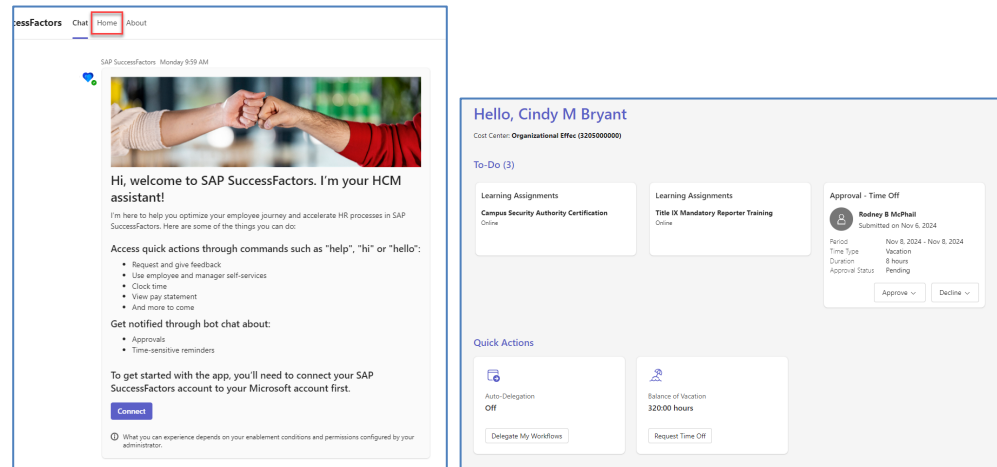 cessFactors Chat Home About
SAP SuccessFactors Monday 9:59 AM
Hi, welcome to SAP SuccessFactors. I'm your HCM
assistant!
I'm here to help you optimize your employee journey and accelerate HR processes in SAP
SuccessFactors. Here are some of the things you can do:
Access quick actions through commands such as "help", "hi" or "hello":
• Request and give feedback
• Use employee and manager self-services
• Clock time
• View pay statement
• And more to come
Get notified through bot chat about:
• Approvals
• Time-sensitive reminders
To get started with the app, you'll need to connect your SAP
SuccessFactors account to your Microsoft account first.
Connect
What you can experience depends on your enablement conditions and permissions configured by your
administrator.
Hello, Cindy M Bryant
Cost Center: Organizational Effec (3205000000)
To-Do (3)
Learning Assignments
Campus Security Authority Certification
Online
Learning Assignments
Title IX Mandatory Reporter Training
Online
Approval - Time Off
Rodney B McPhail
Submitted on Nov 6, 2024
Period Nov 8, 2024 - Nov 8, 2024
Time Type Vacation
Duration 8 hours
Approval Status Pending
Approve Decline
Quick Actions
Auto-Delegation
Off
Delegate My Workflows
Balance of Vacation
320:00 hours
Request Time Off